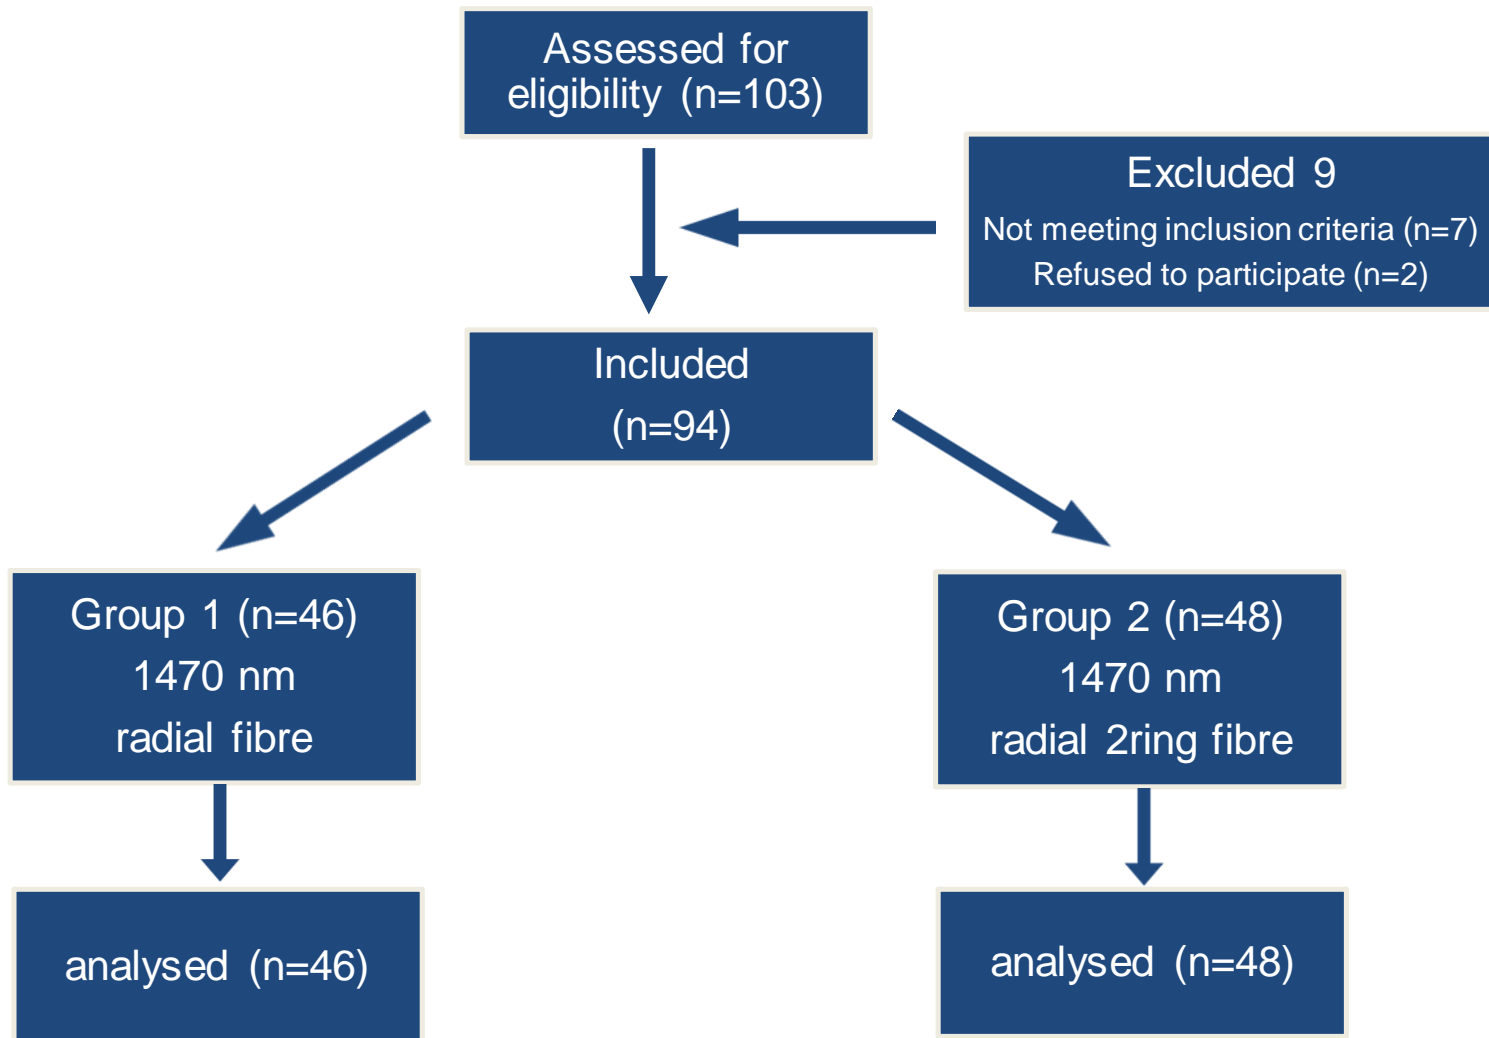 Assessed for
eligibility (n=103)
Excluded 9
Not meeting inclusion criteria (n=7)
Refused to participate (n=2)
Included
(n=94)
Group 1 (n=46)
1470 nm
radial fibre
Group 2 (n=48)
1470 nm
radial 2ring fibre
analysed (n=46)
analysed (n=48)